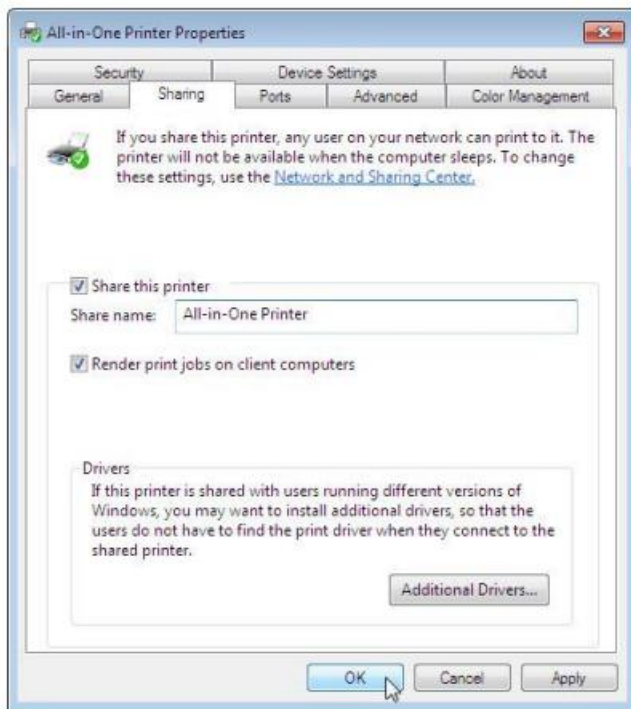 All-in-One Printer Properties
Security Device Settings About
General Sharing Ports Advanced Color Management
If you share this printer, any user on your network can print to it. The
printer will not be available when the computer sleeps. To change
these settings, use the Network and Sharing Center.
Share this printer
Share name: All-in-One Printer
Render print jobs on client computers
Drivers
If this printer is shared with users running different versions of
Windows, you may want to install additional drivers, so that the
users do not have to find the print driver when they connect to the
shared printer.
Additional Drivers...
OK Cancel Apply